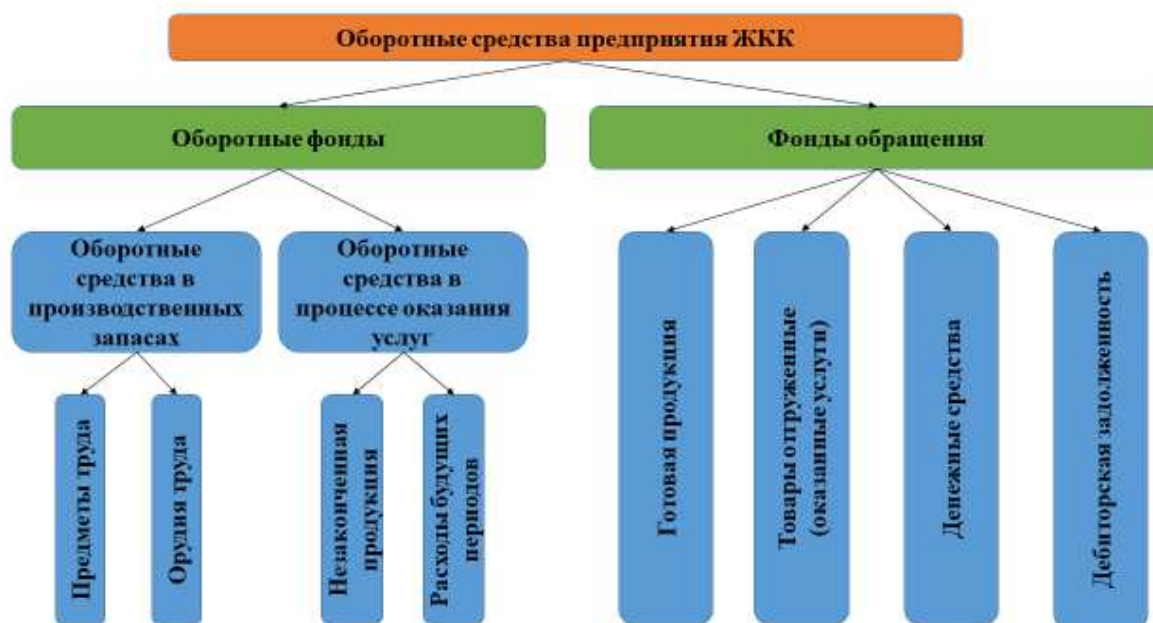 Оборотные средства предприятия ЖКК
Оборотные фонды
Фонды обращения
Оборотные
средства в
производственных
запасах
Оборотные
средства в
процессе оказания
услуг
Предметы труда
Орудия труда
Незаконченная
продукция
Расходы будущих
периодов
Готовая продукция
Товары отгруженные
(оказанные услуги)
Денежные средства
Дебиторская задолженность